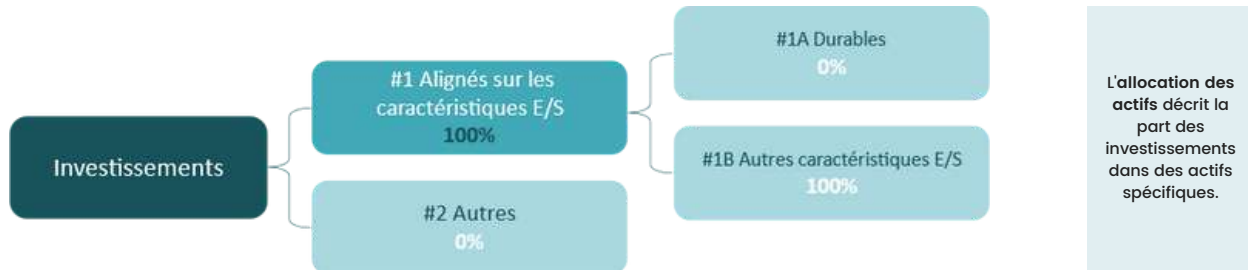 Investissements
#1 Alignés sur les
caractéristiques E/S
100%
#2 Autres
0%
#1A Durables
0%
#1B Autres caractéristiques E/S
100%
L'allocation des
actifs décrit la
part des
investissements
dans des actifs
spécifiques.